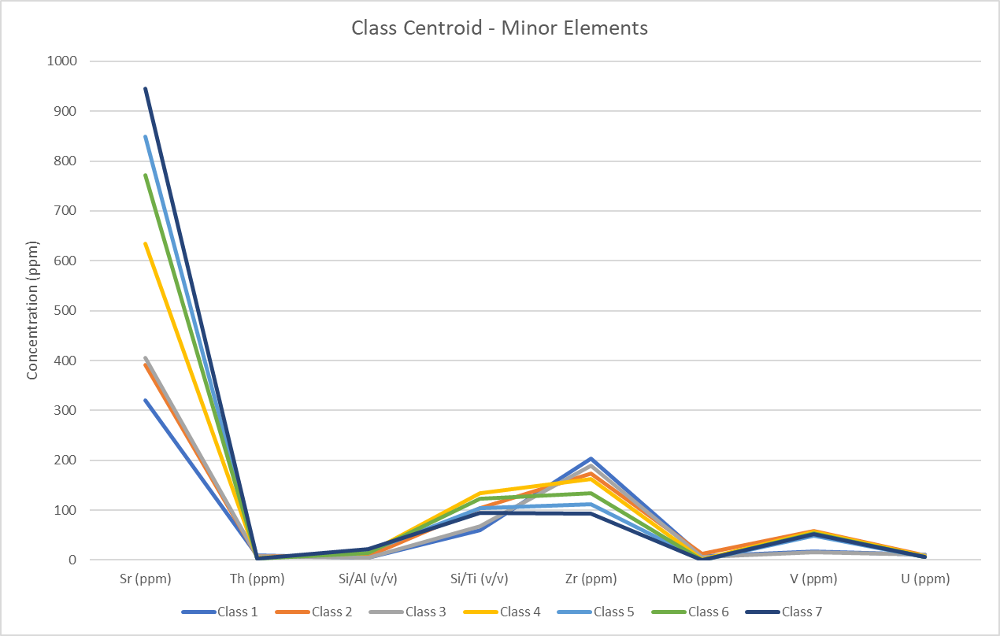 Class Centroid - Minor Elements
Concentration (ppm)
1000
900
800
700
600
500
400
300
200
100
0
Sr (ppm) Th (ppm) Si/Al (v/v) Si/Ti (v/v) Zr (ppm) Mo (ppm) V (ppm) U (ppm)
Class 1 Class 2 Class 3 Class 4 Class 5 Class 6 Class 7